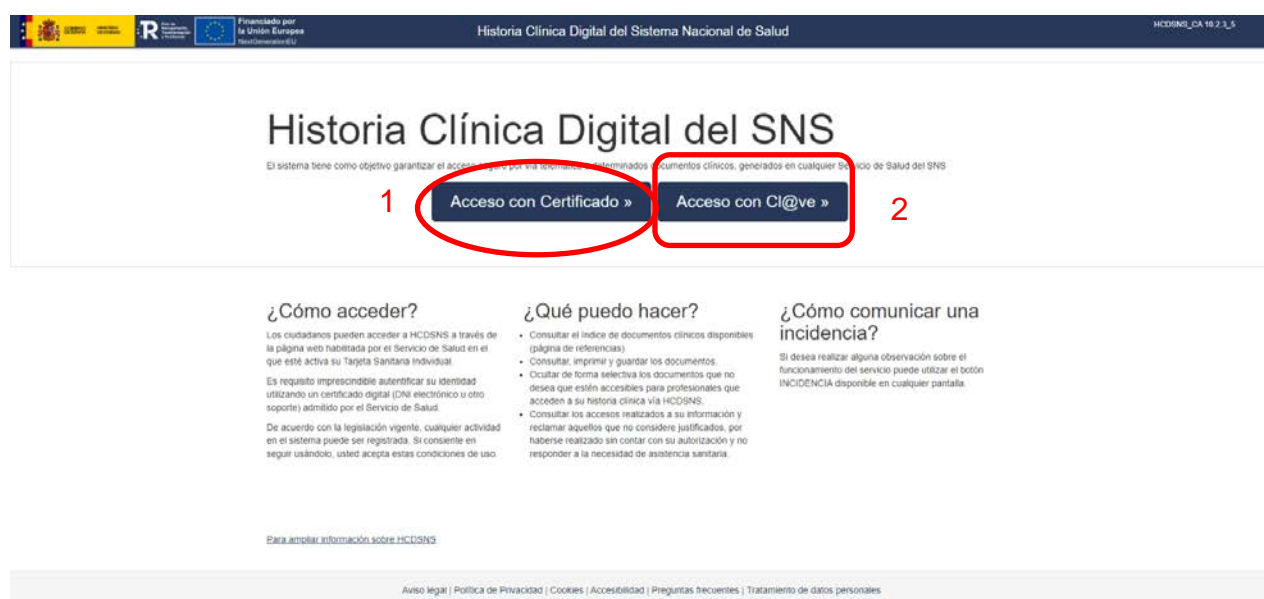 Financiado por
la Unión Europea
NextGenerationEU
Historia Clínica Digital del Sistema Nacional de Salud
HCDSNS_CA 10.2.3_5
Historia Clínica Digital del SNS
El sistema tiene como objetivo garantizar el acceso seguro por vía telemática a determinados documentos clínicos, generados en cualquier Servicio de Salud del SNS
1
Acceso con Certificado »
Acceso con Cl@ve »
2
¿Cómo acceder?
Los ciudadanos pueden acceder a HCDSNS a través de
la página web habilitada por el Servicio de Salud en el
que esté activa su Tarjeta Sanitaria Individual.
Es requisito imprescindible autentificar su identidad
utilizando un certificado digital (DNI electrónico u otro
soporte) admitido por el Servicio de Salud.
De acuerdo con la legislación vigente, cualquier actividad
en el sistema puede ser registrada. Si consiente en
seguir usándolo, usted acepta estas condiciones de uso.
¿Qué puedo hacer?
• Consultar el índice de documentos clínicos disponibles
(página de referencias)
• Consultar, imprimir y guardar los documentos.
• Ocultar de forma selectiva los documentos que no
desea que estén accesibles para profesionales que
acceden a su historia clínica vía HCDSNS.
• Consultar los accesos realizados a su información y
reclamar aquellos que no considere justificados, por
haberse realizado sin contar con su autorización y no
responder a la necesidad de asistencia sanitaria.
¿Cómo comunicar una
incidencia?
Si desea realizar alguna observación sobre el
funcionamiento del servicio puede utilizar el botón
INCIDENCIA disponible en cualquier pantalla.
Para ampliar información sobre HCDSNS
Aviso legal | Política de Privacidad | Cookies | Accesibilidad | Preguntas frecuentes | Tratamiento de datos personales